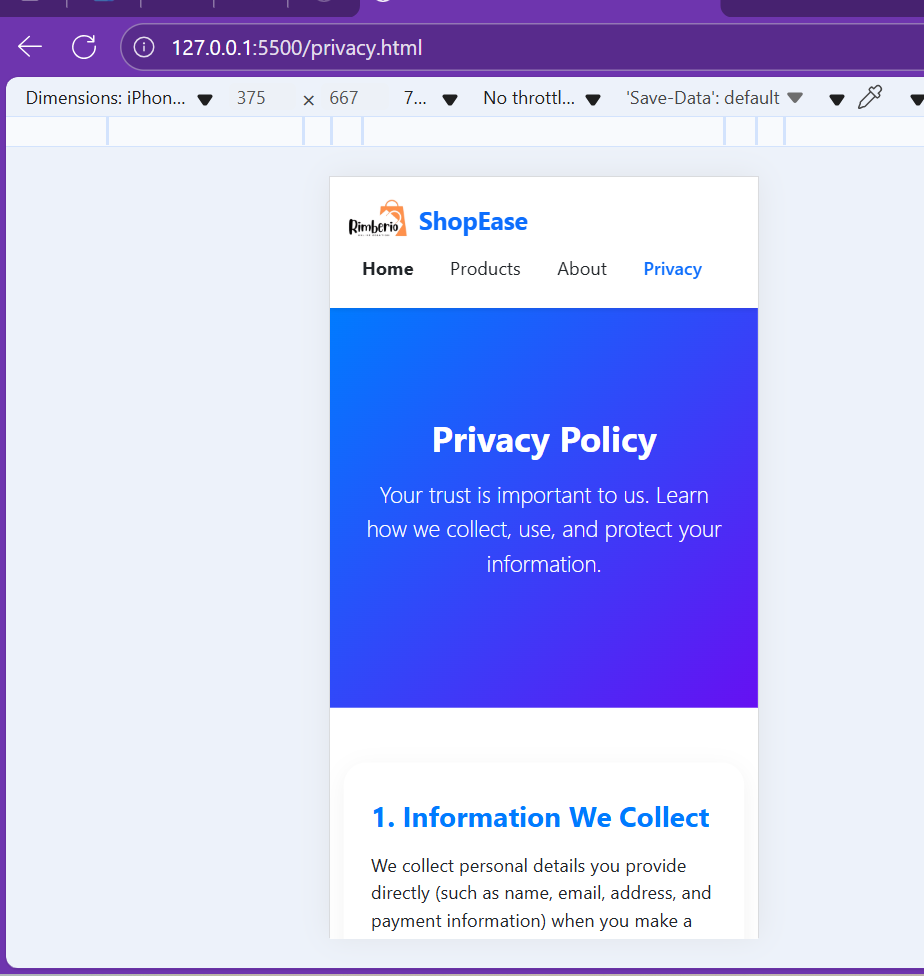 127.0.0.1:5500/privacy.html
Dimensions: iPhon... 375 × 667 7... No throttl... 'Save-Data': default
Rimberio ShopEase
Home Products About Privacy
Privacy Policy
Your trust is important to us. Learn
how we collect, use, and protect your
information.
1. Information We Collect
We collect personal details you provide
directly (such as name, email, address, and
payment information) when you make a